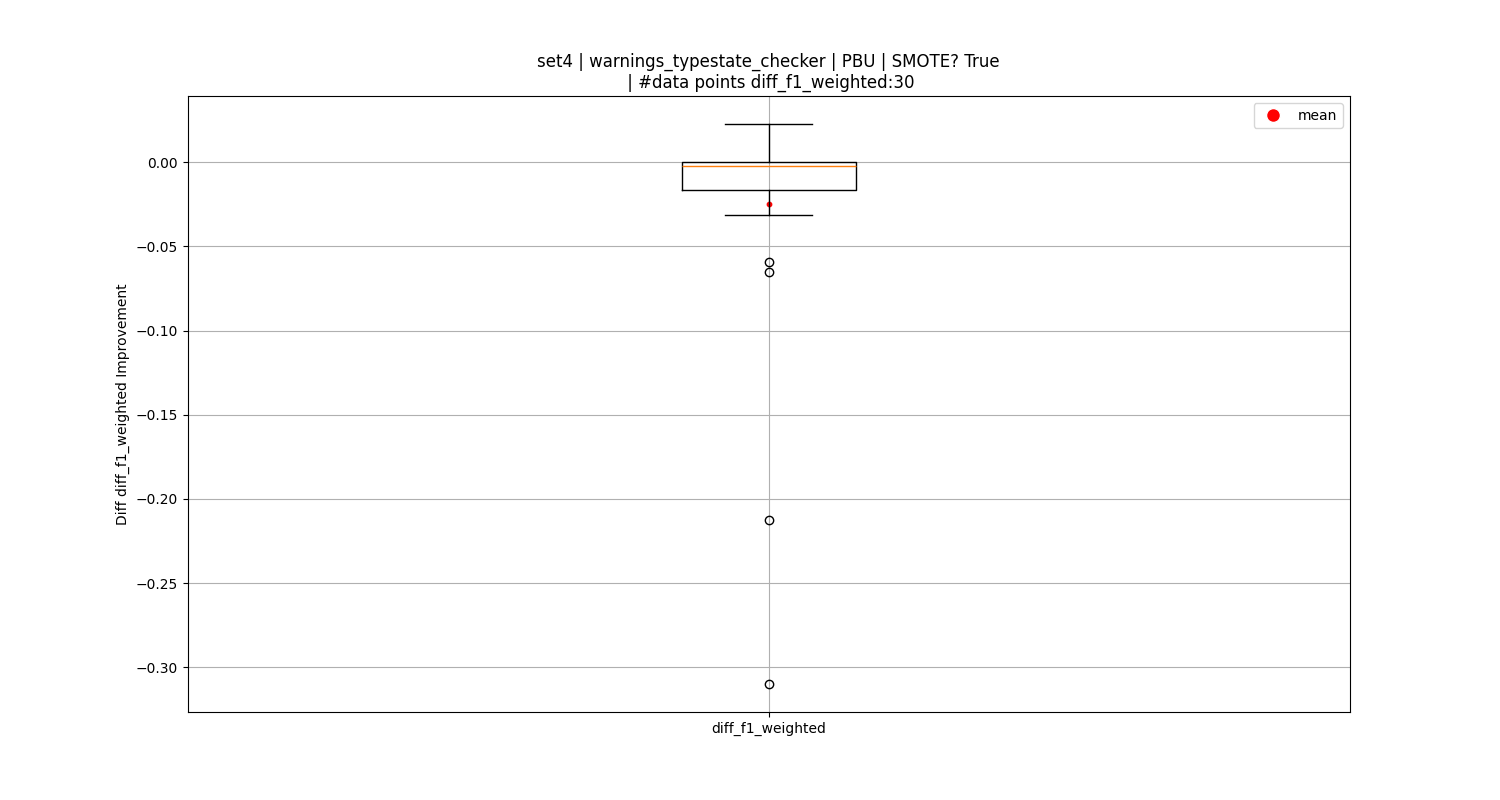 set4 | warnings_typestate_checker | PBU | SMOTE? True
| #data points diff_f1_weighted:30
mean
0.00
−0.05
−0.10
−0.15
−0.20
−0.25
−0.30
Diff diff_f1_weighted Improvement
diff_f1_weighted